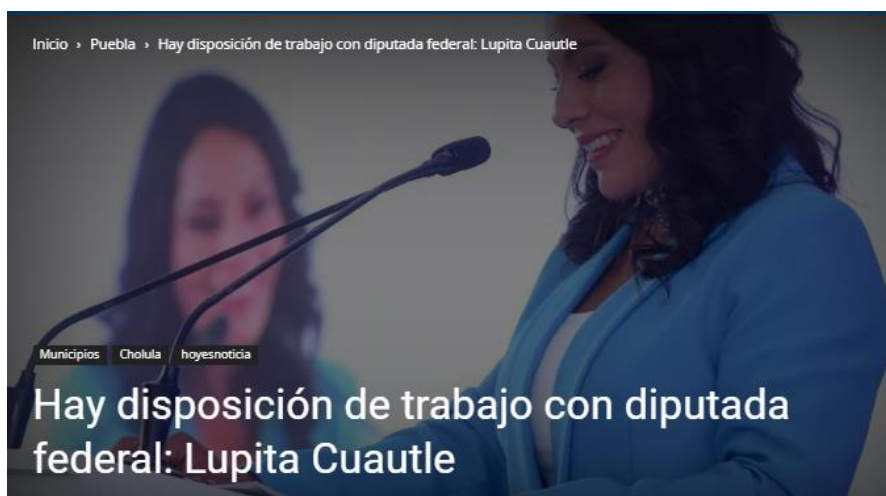 Inicio › Puebla › Hay disposición de trabajo con diputada federal: Lupita Cuautle
Municipios Cholula hoyesnoticia
Hay disposición de trabajo con diputada
federal: Lupita Cuautle